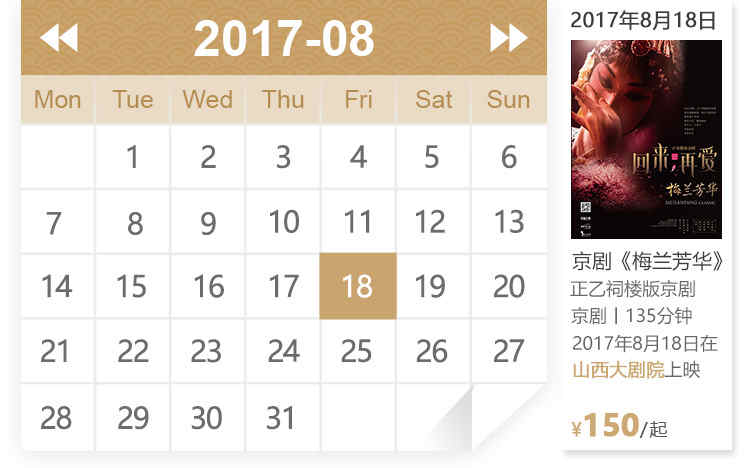 2017-08
Mon Tue Wed Thu Fri Sat Sun
1 2 3 4 5 6
7 8 9 10 11 12 13
14 15 16 17 18 19 20
21 22 23 24 25 26 27
28 29 30 31
2017年8月18日
回来,再爱
梅兰芳华
京剧《梅兰芳华》
正乙祠楼版京剧
京剧丨135分钟
2017年8月18日在
山西大剧院上映
¥150/起